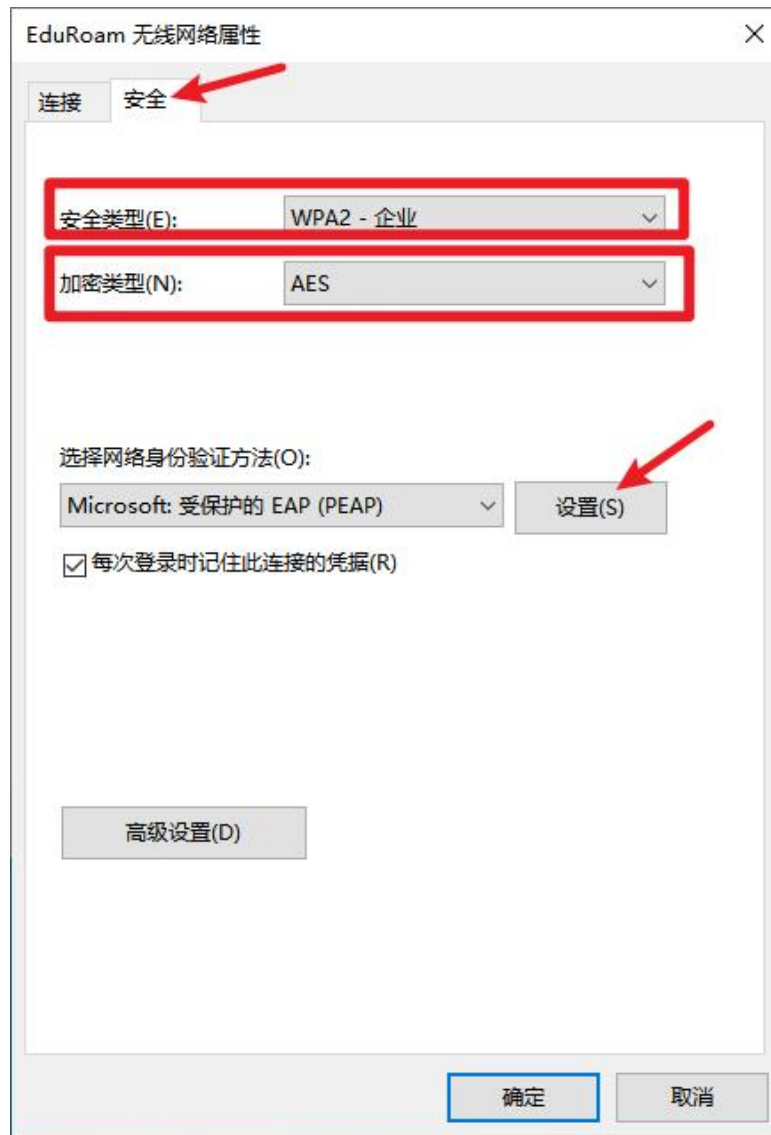 EduRoam 无线网络属性
连接 安全
安全类型(E): WPA2 - 企业
加密类型(N): AES
选择网络身份验证方法(O):
Microsoft: 受保护的 EAP (PEAP) 设置(S)
每次登录时记住此连接的凭据(R)
高级设置(D)
确定 取消